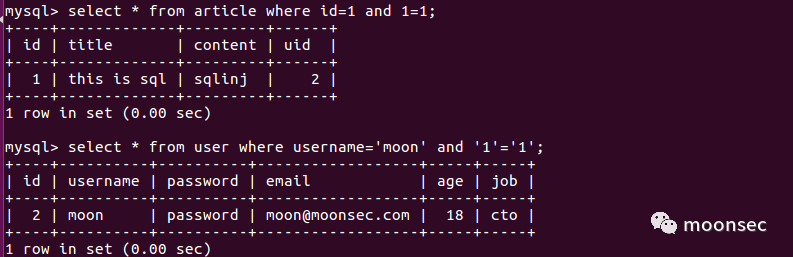 mysql> select * from article where id=1 and 1=1;
+----+-------------+---------+------+
| id | title       | content | uid  |
+----+-------------+---------+------+
|  1 | this is sql | sqlinj  |    2 |
+----+-------------+---------+------+
1 row in set (0.00 sec)
mysql> select * from user where username='moon' and '1'='1';
+----+----------+----------+------------------+-----+-----+
| id | username | password | email            | age | job |
+----+----------+----------+------------------+-----+-----+
|  2 | moon     | password | moon@moonsec.com |  18 | cto |
+----+----------+----------+------------------+-----+-----+
1 row in set (0.00 sec)
moonsec